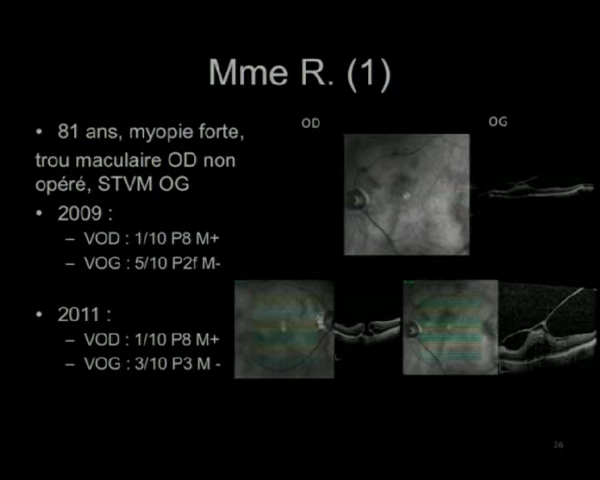 Mme R. (1)
• 81 ans, myopie forte,
trou maculaire OD non
opéré, STVM OG
• 2009 :
– VOD : 1/10 P8 M+
– VOG : 5/10 P2f M-
• 2011 :
– VOD : 1/10 P8 M+
– VOG : 3/10 P3 M -
OD
OG
26